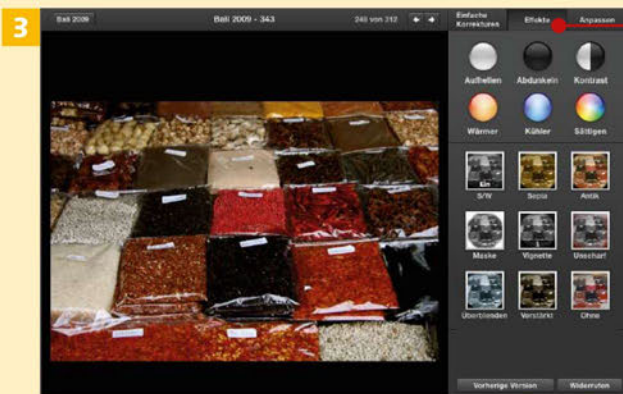 3
Bali 2009
Bali 2009 - 343
240 von 312
Einfache Korrekturen
Effekte
Anpassen
Aufhellen Abdunkeln Kontrast
Wärmer Kühler Sättigen
Ein
S/W Sepia Antik
Maske Vignette Unscharf
Überblenden Verstärkt Ohne
Vorherige Version Widerrufen